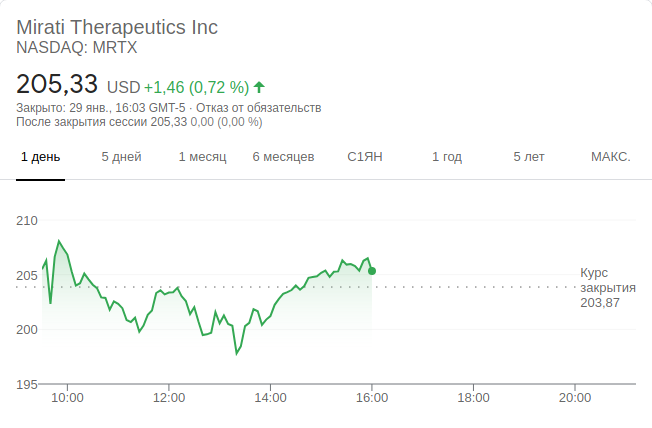 Mirati Therapeutics Inc
NASDAQ: MRTX
205,33 USD +1,46 (0,72 %)
Закрыто: 29 янв., 16:03 GMT-5 · Отказ от обязательств
После закрытия сессии 205,33 0,00 (0,00 %)
1 день 5 дней 1 месяц 6 месяцев С1ЯН 1 год 5 лет МАКС.
210
205
200
195
Курс
закрытия
203,87
10:00 12:00 14:00 16:00 18:00 20:00